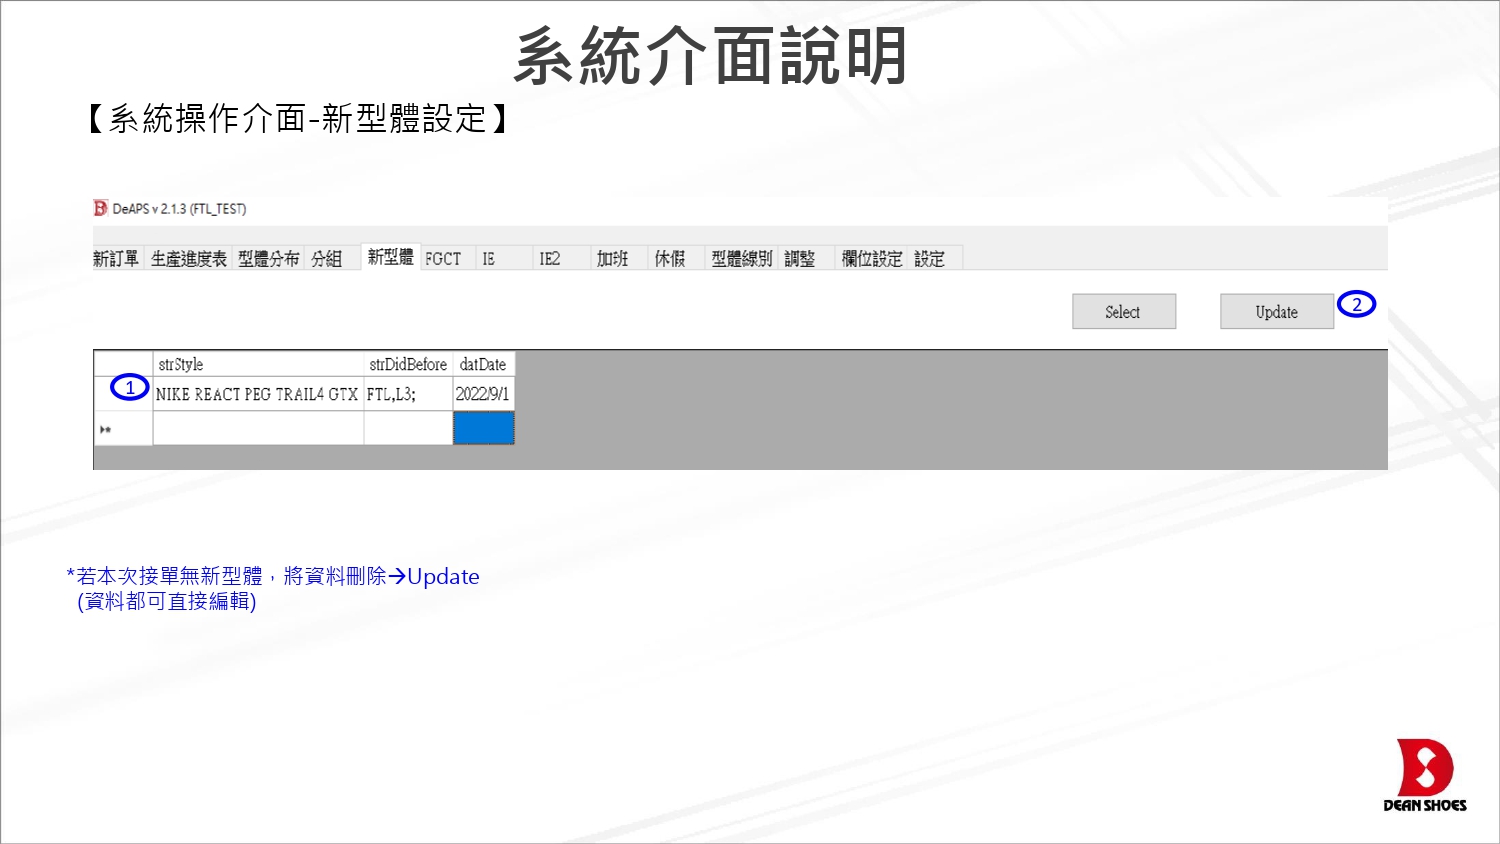 系統介面說明
【系統操作介面-新型體設定】
DeAPS v 2.1.3 (FTL_TEST)
新訂單 生產進度表 型體分布 分組 新型體 FGCT IE IE2 加班 休假 型體線別 調整 欄位設定 設定
Select Update 2
strStyle strDidBefore datDate
1 NIKE REACT PEG TRAIL4 GTX FTL,L3; 2022/9/1
*若本次接單無新型體，將資料刪除→Update
(資料都可直接編輯)
DEAN SHOES